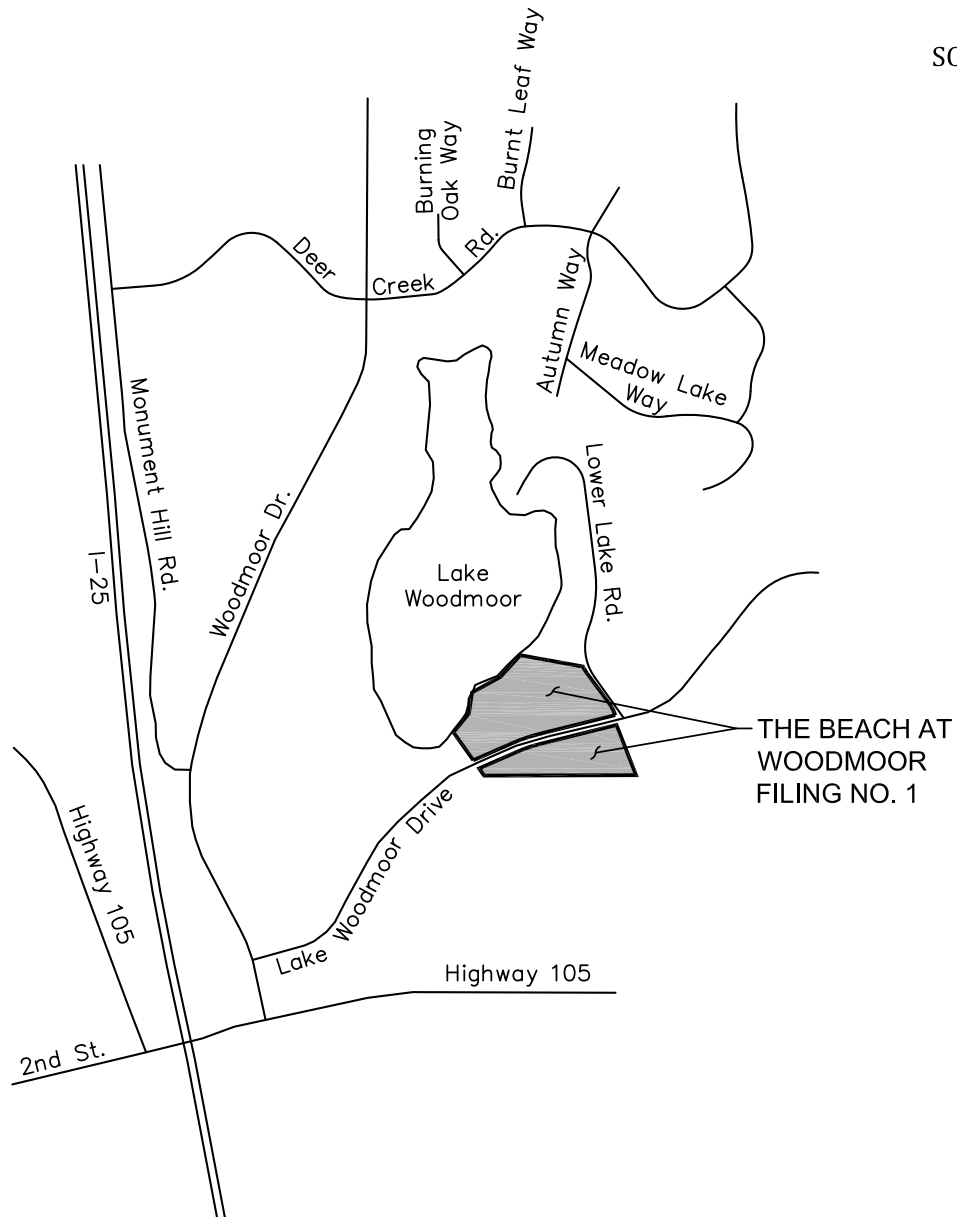 SC
Burnt Leaf Way
Burning
Oak Way
Deer
Creek
Rd.
Autumn Way
Meadow Lake
Way
Monument Hill Rd.
Woodmoor Dr.
I-25
Lower Lake Rd.
Lake
Woodmoor
THE BEACH AT
WOODMOOR
FILING NO. 1
Highway 105
Lake Woodmoor Drive
Highway 105
2nd St.